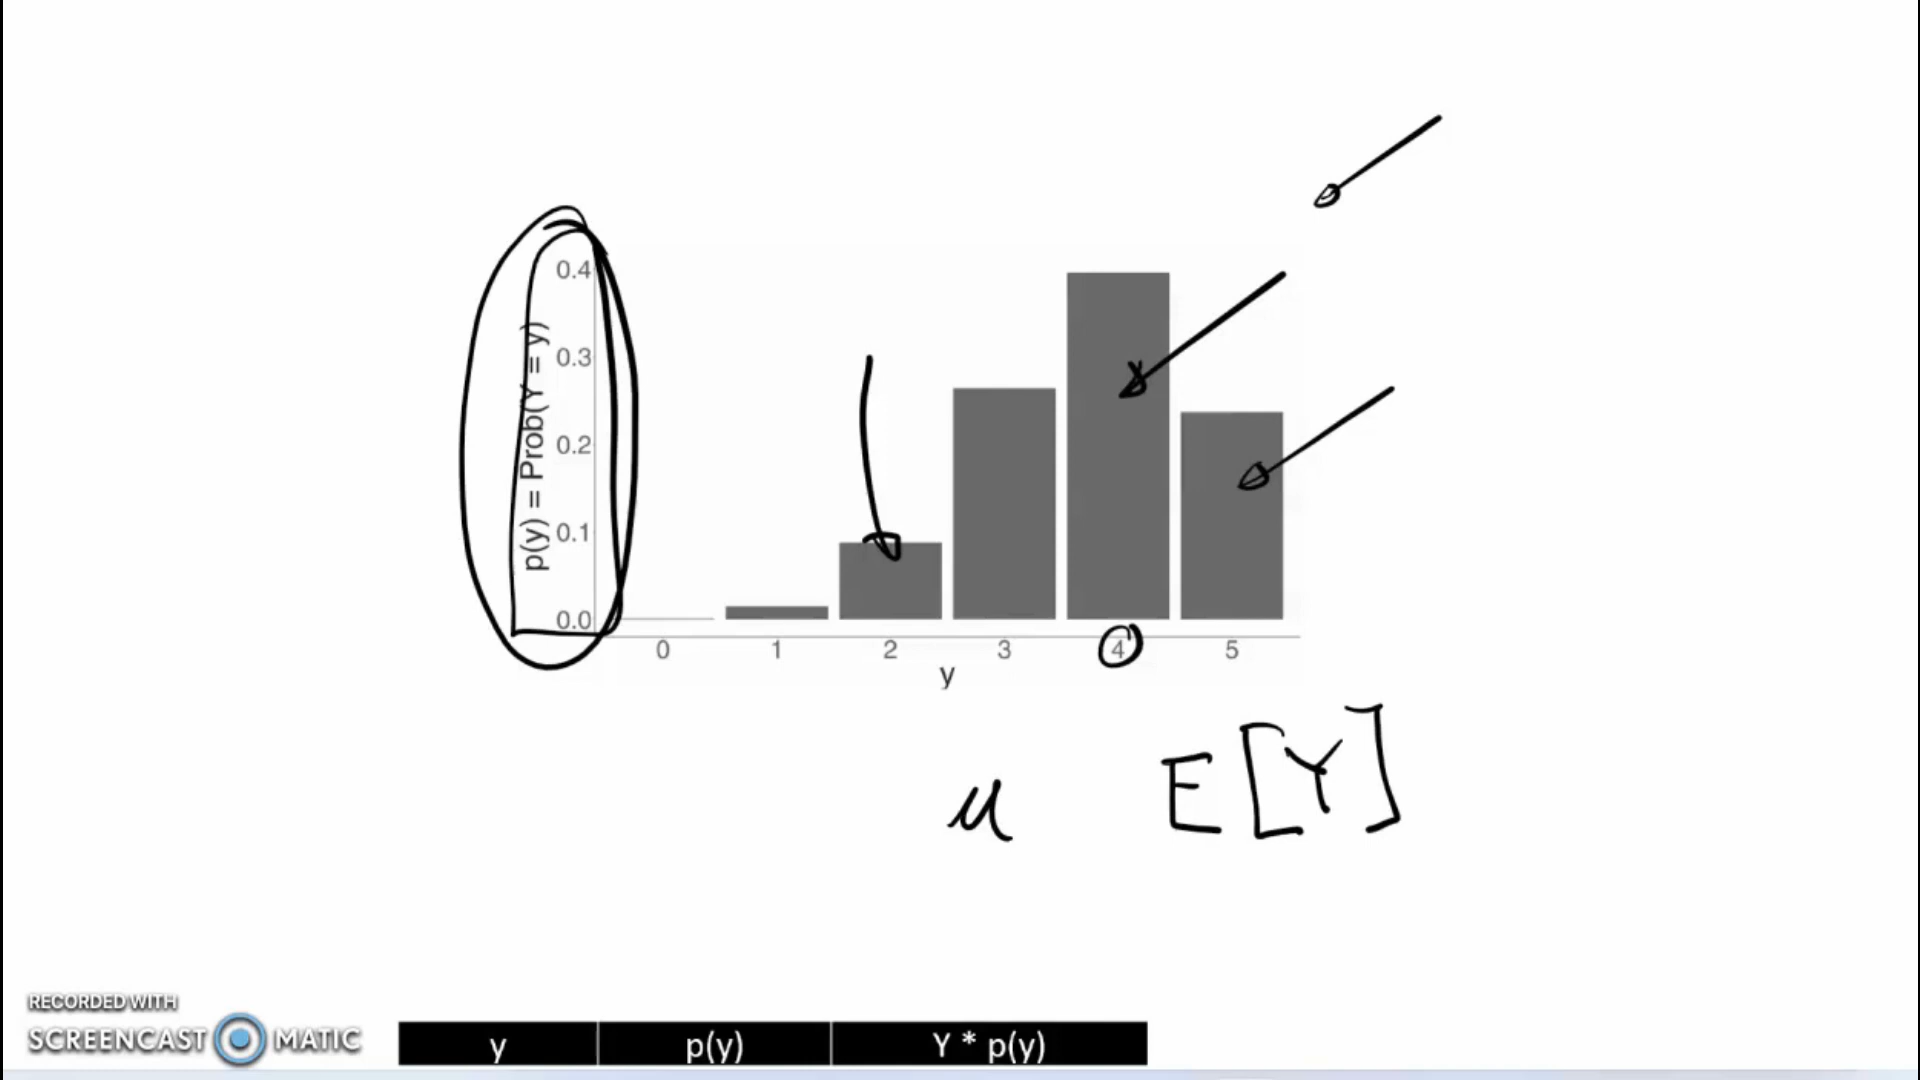 p(y) = Prob(Y = y)
0.4
0.3
0.2
0.1
0.0
0 1 2 3 4 5
y
μ E[Y]
RECORDED WITH
SCREENCAST MATIC
y p(y) Y * p(y)